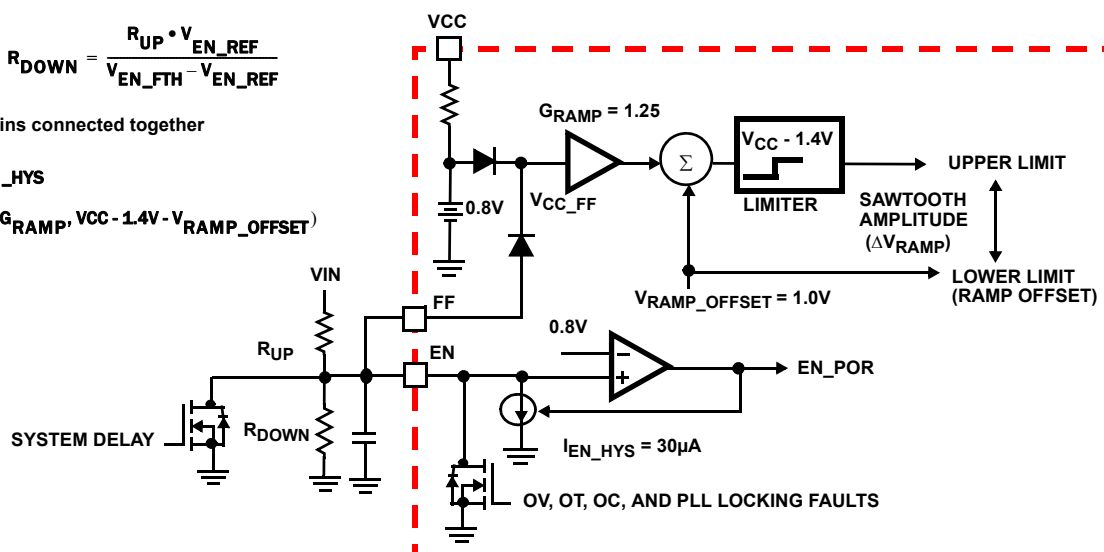 R_DOWN = R_UP • V_EN_REF / V_EN_FTH – V_EN_REF
ins connected together
_HYS
G_RAMP, VCC - 1.4V - V_RAMP_OFFSET)
VCC
G_RAMP = 1.25
Σ
V_CC - 1.4V
LIMITER
UPPER LIMIT
0.8V
V_CC_FF
SAWTOOTH
AMPLITUDE
(ΔV_RAMP)
LOWER LIMIT
(RAMP OFFSET)
V_RAMP_OFFSET = 1.0V
VIN
FF
0.8V
R_UP
EN
−
+
EN_POR
SYSTEM DELAY
R_DOWN
I_EN_HYS = 30µA
OV, OT, OC, AND PLL LOCKING FAULTS